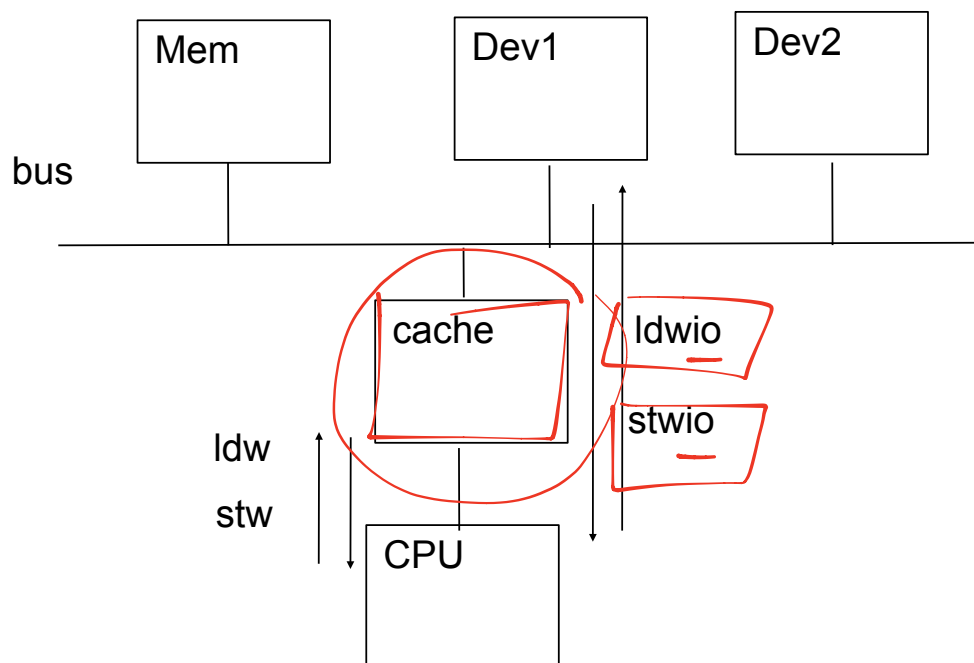 Mem
Dev1
Dev2
bus
cache
ldwio
stwio
ldw
stw
CPU